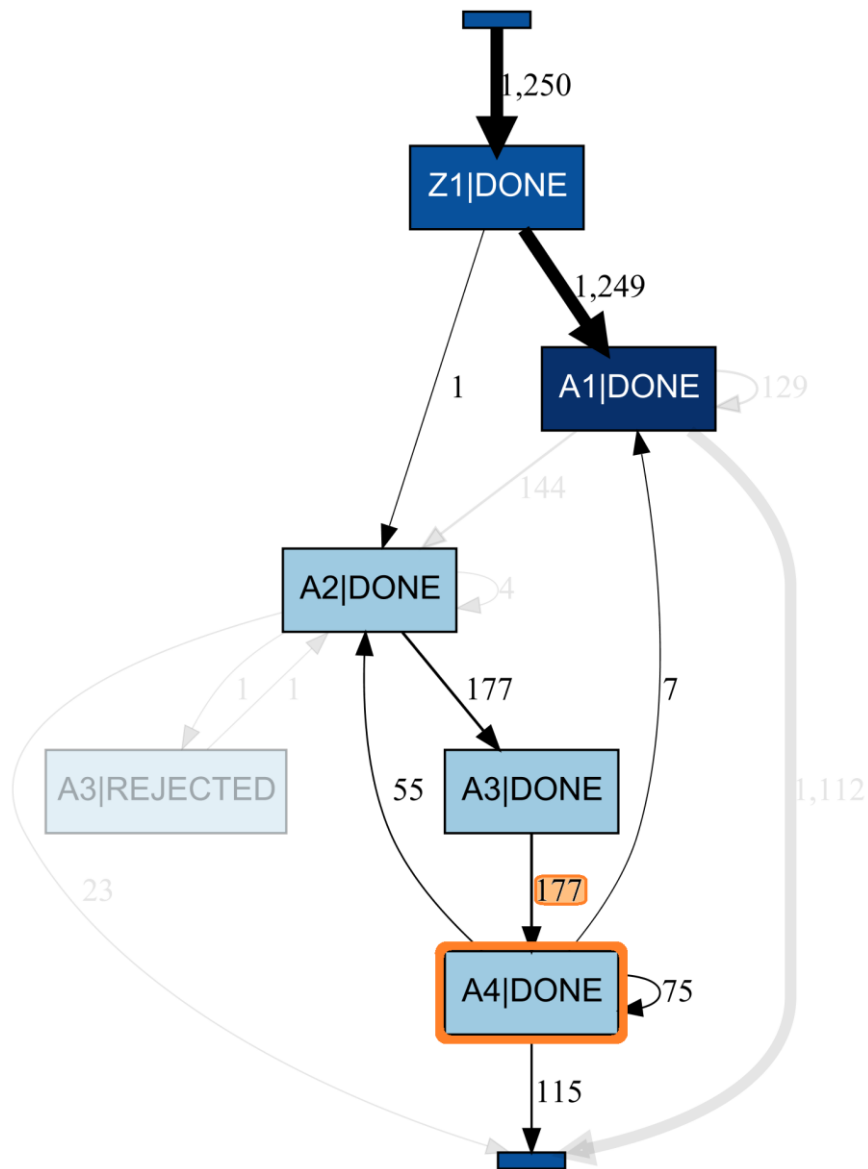 1,250
Z1|DONE
1,249
A1|DONE
129
1
144
A2|DONE
4
1
1
177
7
A3|REJECTED
55
A3|DONE
1,112
23
177
A4|DONE
75
115